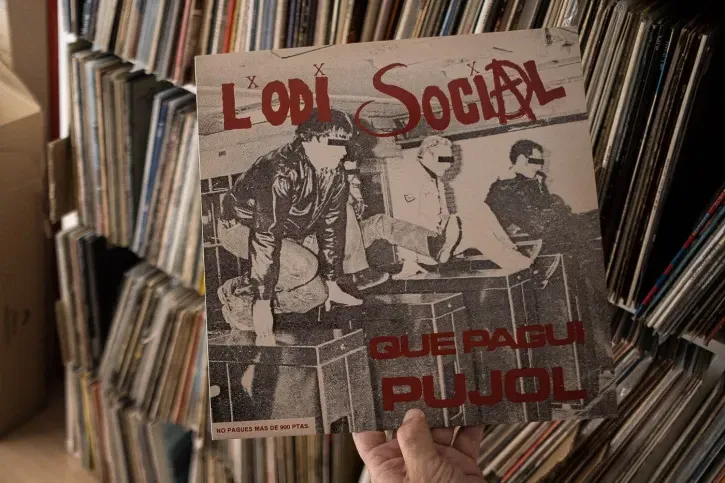 L'ODI SOCIAL
QUE PAGUI
PUJOL
NO PAGUES MAS DE 900 PTAS.